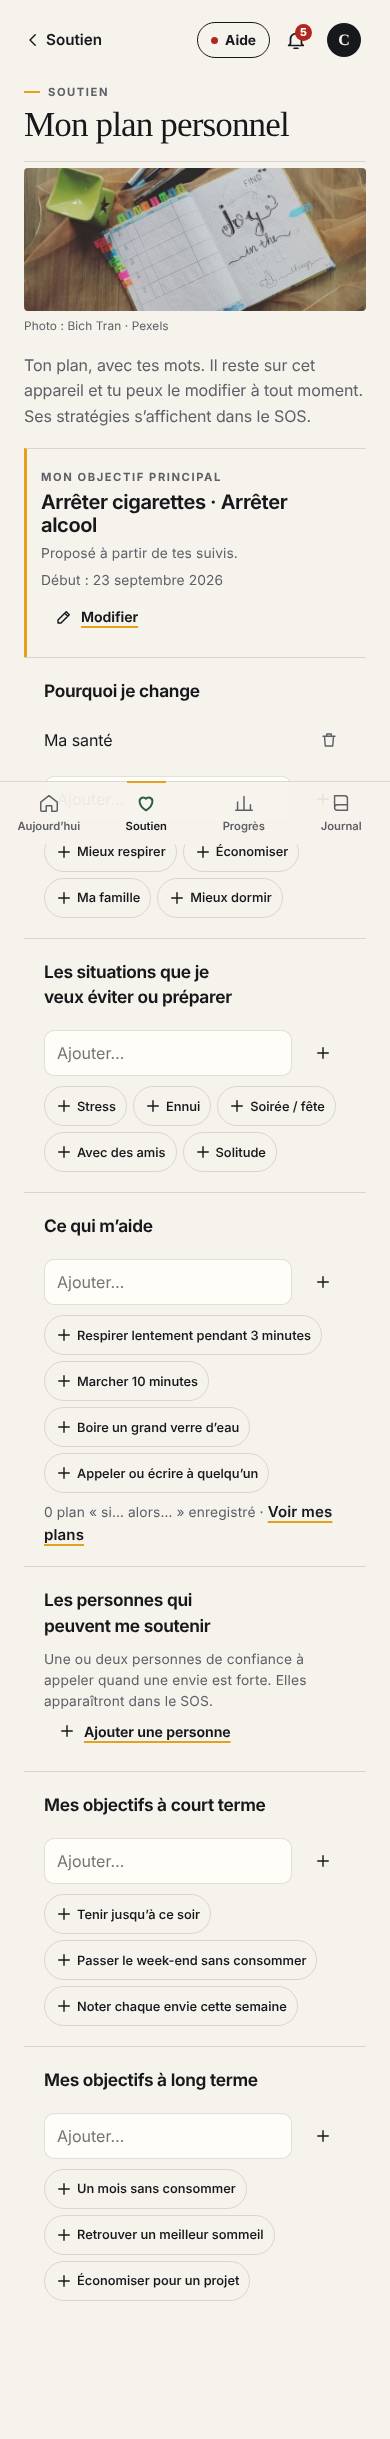 Soutien
Aide
5
C
SOUTIEN
Mon plan personnel
FIND
joy
in the
things
Photo : Bich Tran · Pexels
Ton plan, avec tes mots. Il reste sur cet
appareil et tu peux le modifier à tout moment.
Ses stratégies s’affichent dans le SOS.
MON OBJECTIF PRINCIPAL
Arrêter cigarettes · Arrêter
alcool
Proposé à partir de tes suivis.
Début : 23 septembre 2026
Modifier
Pourquoi je change
Ma santé
Ajouter…
Aujourd’hui
Soutien
Progrès
Journal
Mieux respirer
Économiser
Ma famille
Mieux dormir
Les situations que je
veux éviter ou préparer
Ajouter…
Stress
Ennui
Soirée / fête
Avec des amis
Solitude
Ce qui m’aide
Ajouter…
Respirer lentement pendant 3 minutes
Marcher 10 minutes
Boire un grand verre d’eau
Appeler ou écrire à quelqu’un
0 plan « si… alors… » enregistré · Voir mes
plans
Les personnes qui
peuvent me soutenir
Une ou deux personnes de confiance à
appeler quand une envie est forte. Elles
apparaîtront dans le SOS.
Ajouter une personne
Mes objectifs à court terme
Ajouter…
Tenir jusqu’à ce soir
Passer le week-end sans consommer
Noter chaque envie cette semaine
Mes objectifs à long terme
Ajouter…
Un mois sans consommer
Retrouver un meilleur sommeil
Économiser pour un projet